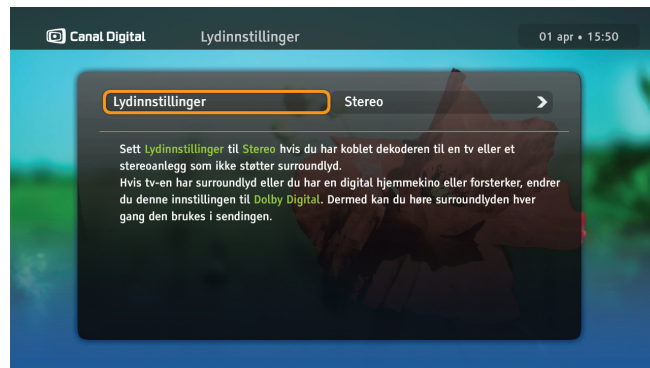 Canal Digital Lydinnstillinger 01 apr • 15:50
Lydinnstillinger Stereo
Sett Lydinnstillinger til Stereo hvis du har koblet dekoderen til en tv eller et
stereoanlegg som ikke støtter surroundlyd.
Hvis tv-en har surroundlyd eller du har en digital hjemmekino eller forsterker, endrer
du denne innstillingen til Dolby Digital. Dermed kan du høre surroundlyden hver
gang den brukes i sendingen.